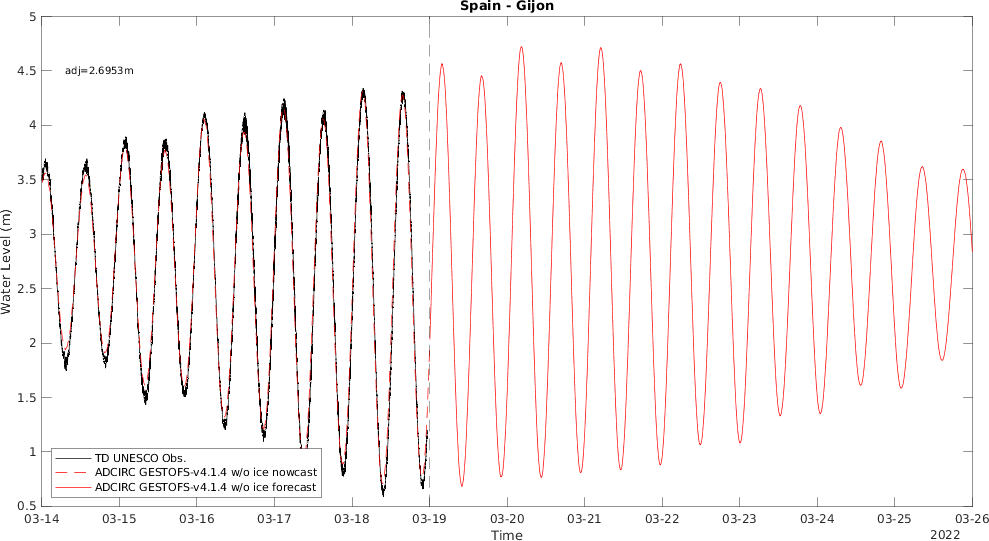 Spain - Gijon
5
4.5
4
3.5
3
2.5
2
1.5
1
0.5
Water Level (m)
adj=2.6953m
TD UNESCO Obs.
ADCIRC GESTOFS-v4.1.4 w/o ice nowcast
ADCIRC GESTOFS-v4.1.4 w/o ice forecast
03-14 03-15 03-16 03-17 03-18 03-19 03-20 03-21 03-22 03-23 03-24 03-25 03-26
Time
2022